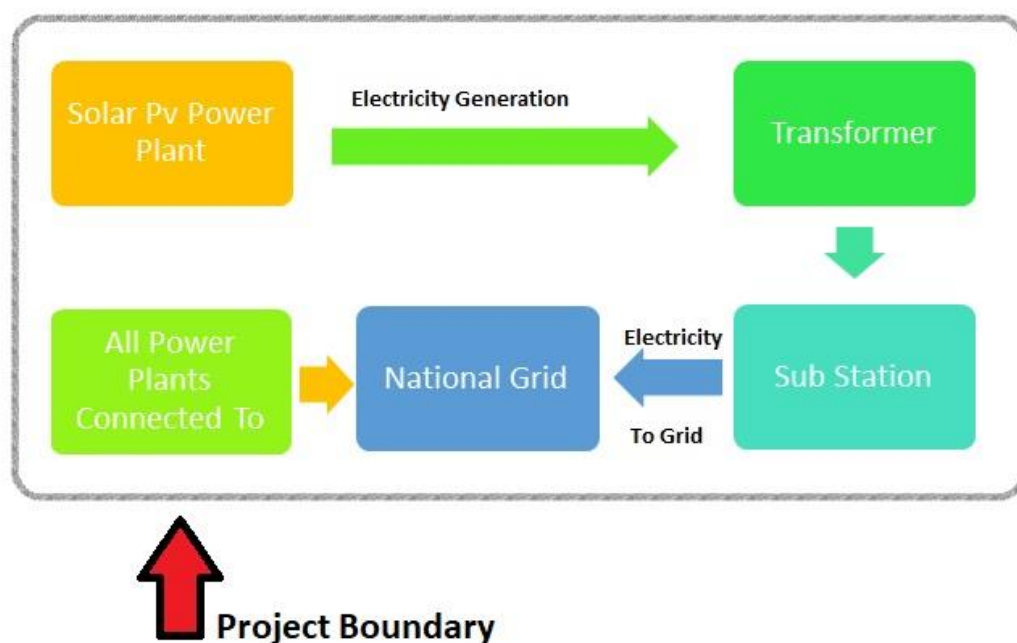 Solar Pv Power
Plant
Electricity Generation
Transformer
All Power
Plants
Connected To
National Grid
Electricity
To Grid
Sub Station
Project Boundary